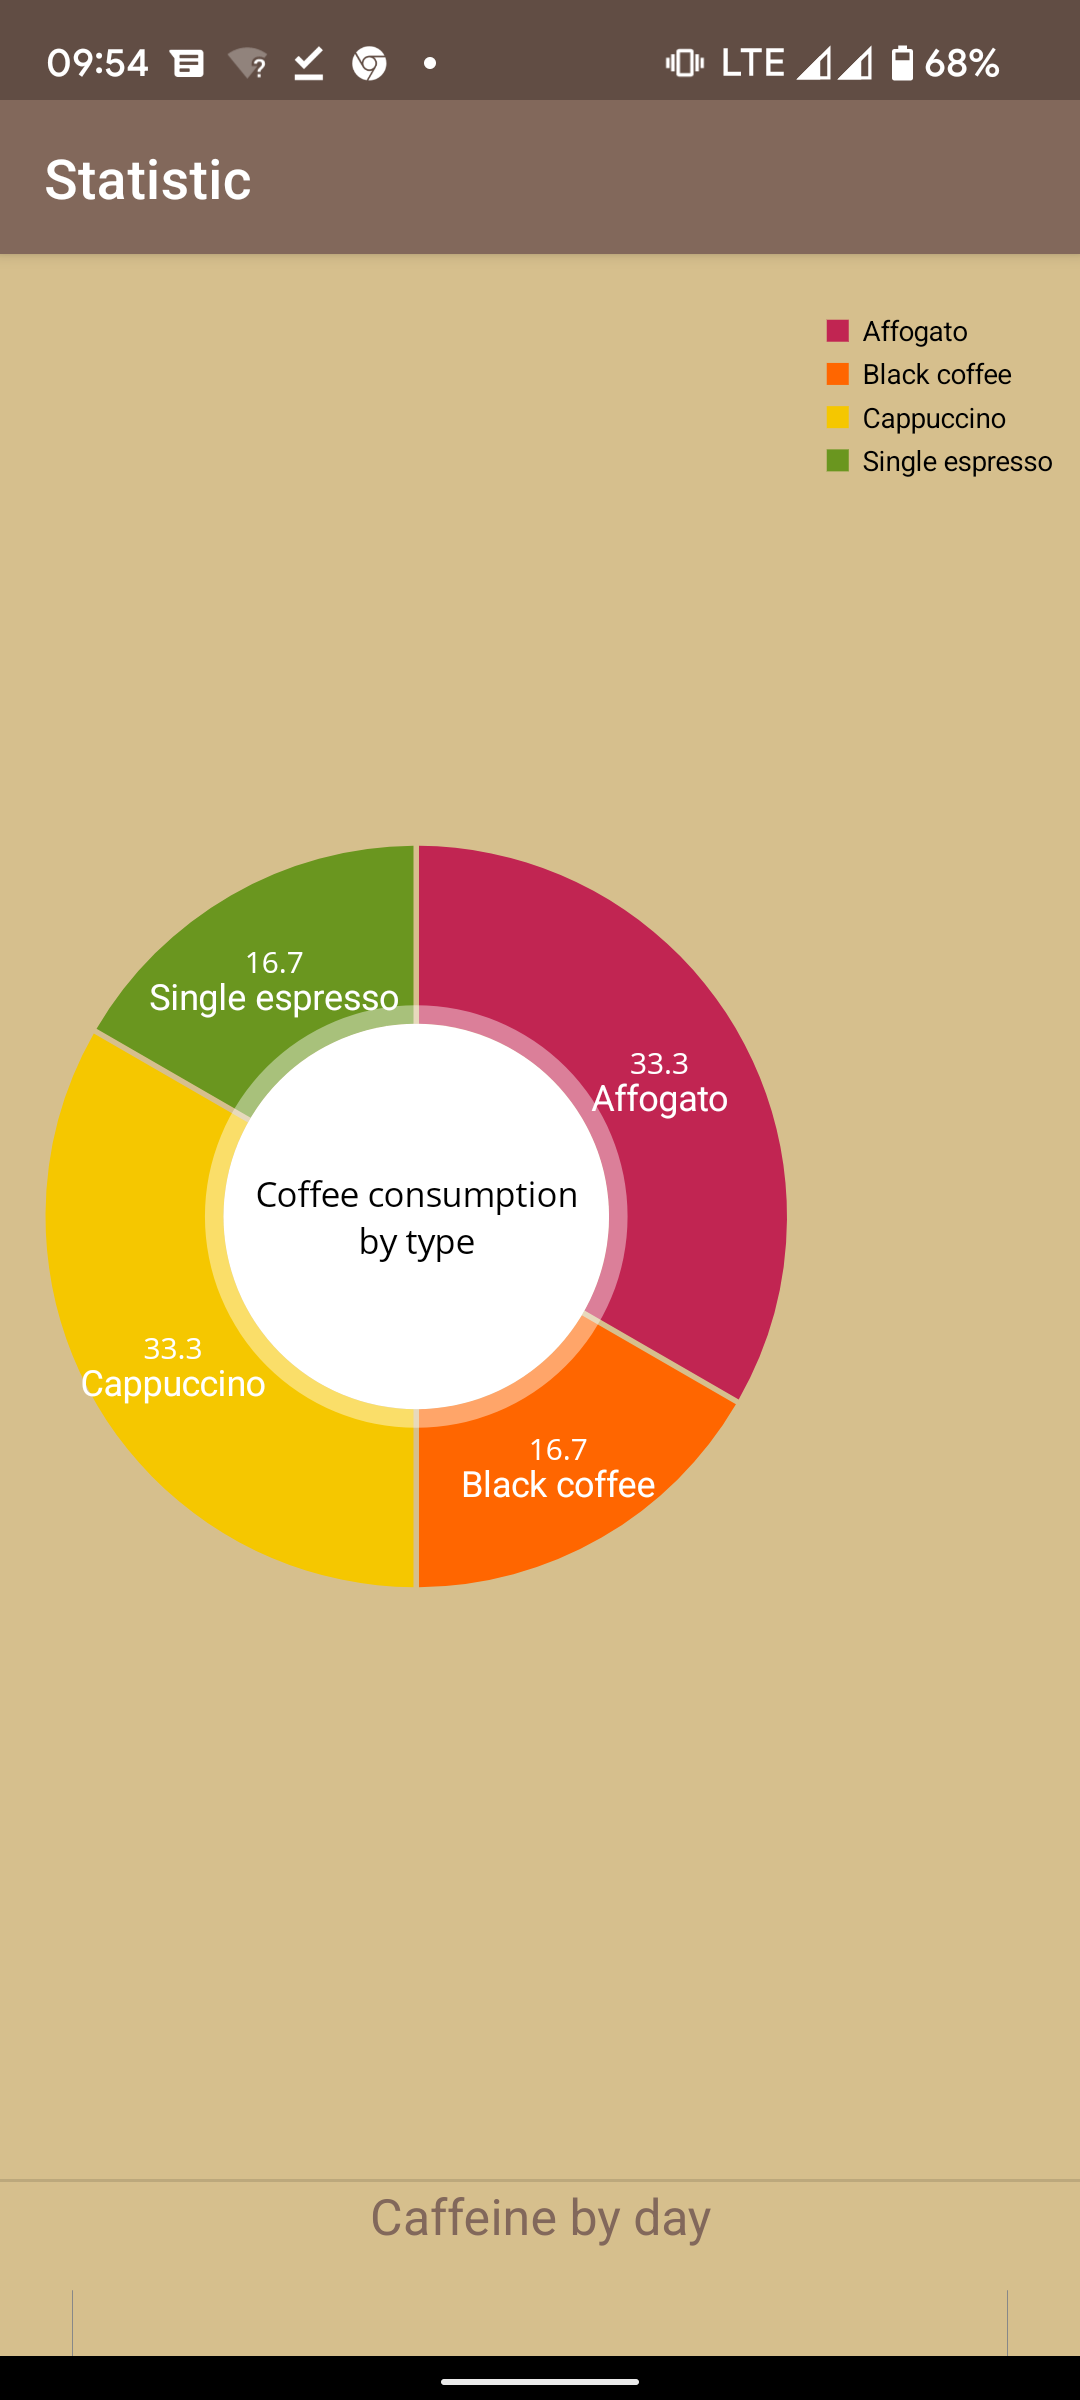 09:54 ? LTE 68%
Statistic
Affogato
Black coffee
Cappuccino
Single espresso
16.7
Single espresso
33.3
Affogato
Coffee consumption
by type
33.3
Cappuccino
16.7
Black coffee
Caffeine by day